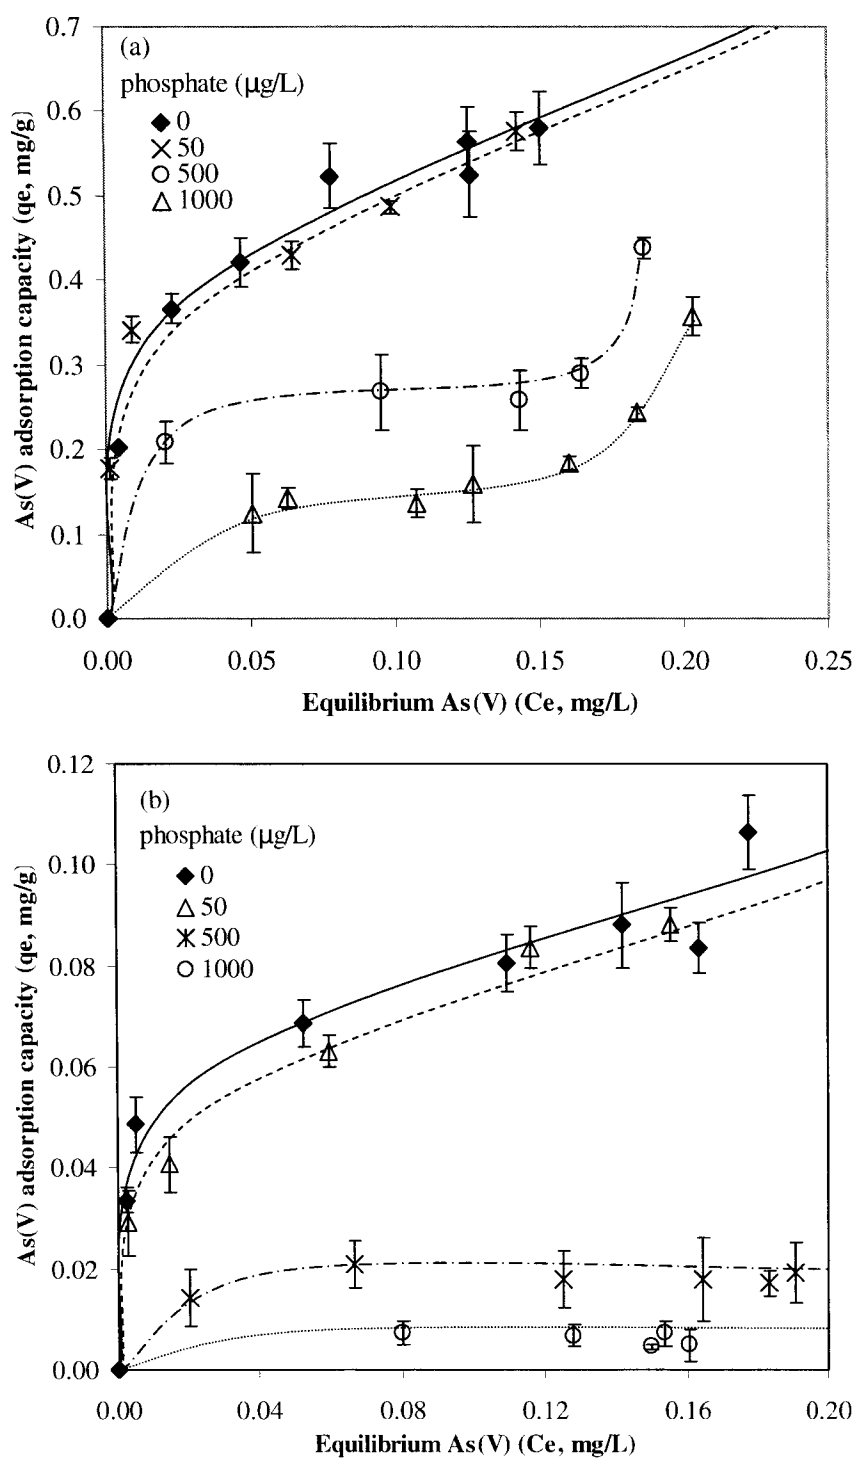 (a)
phosphate (µg/L)
0
50
500
1000
0.7
0.6
0.5
0.4
0.3
0.2
0.1
0.0
As(V) adsorption capacity (qe, mg/g)
0.00 0.05 0.10 0.15 0.20 0.25
Equilibrium As(V) (Ce, mg/L)
(b)
phosphate (µg/L)
0
50
500
1000
0.12
0.10
0.08
0.06
0.04
0.02
0.00
As(V) adsorption capacity (qe, mg/g)
0.00 0.04 0.08 0.12 0.16 0.20
Equilibrium As(V) (Ce, mg/L)